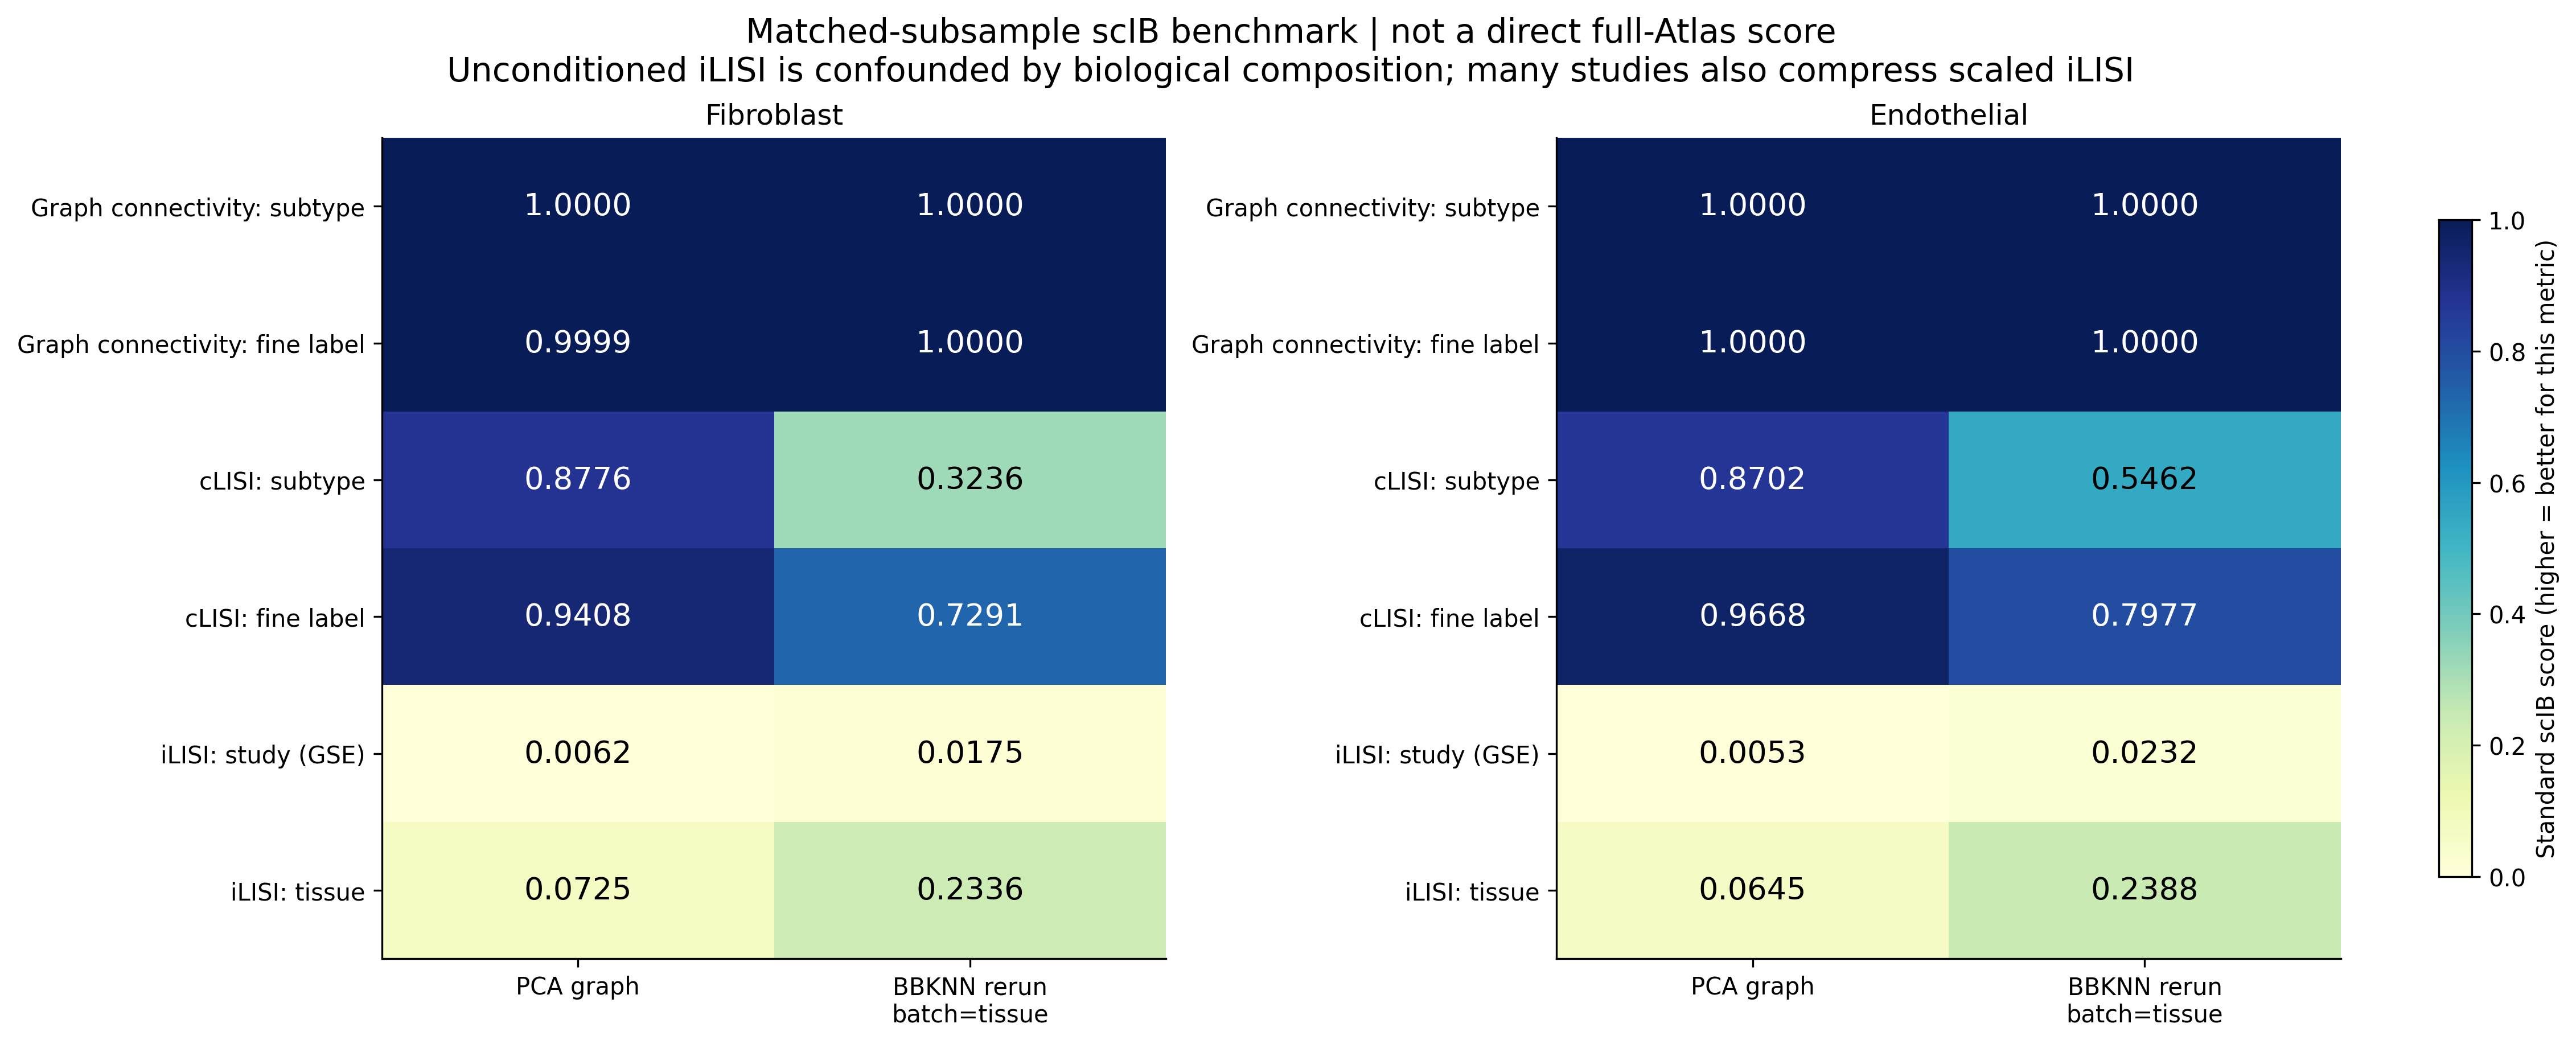 Matched-subsample scIB benchmark | not a direct full-Atlas score
Unconditioned iLISI is confounded by biological composition; many studies also compress scaled iLISI
Fibroblast
Graph connectivity: subtype
1.0000 1.0000
Graph connectivity: fine label
0.9999 1.0000
cLISI: subtype
0.8776 0.3236
cLISI: fine label
0.9408 0.7291
iLISI: study (GSE)
0.0062 0.0175
iLISI: tissue
0.0725 0.2336
PCA graph
BBKNN rerun
batch=tissue
Endothelial
Graph connectivity: subtype
1.0000 1.0000
Graph connectivity: fine label
1.0000 1.0000
cLISI: subtype
0.8702 0.5462
cLISI: fine label
0.9668 0.7977
iLISI: study (GSE)
0.0053 0.0232
iLISI: tissue
0.0645 0.2388
PCA graph
BBKNN rerun
batch=tissue
1.0
0.8
0.6
0.4
0.2
0.0
Standard scIB score (higher = better for this metric)